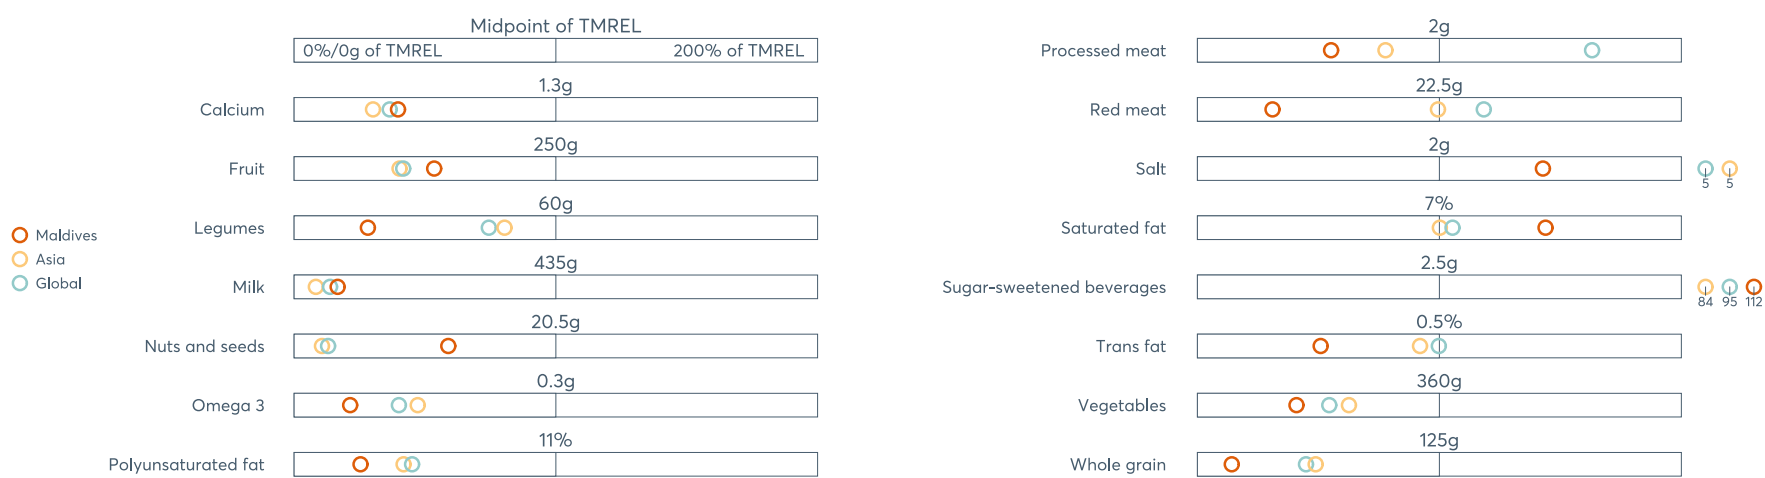 Midpoint of TMREL
0%/0g of TMREL 200% of TMREL
1.3g
Calcium
250g
Fruit
60g
Legumes
435g
Milk
20.5g
Nuts and seeds
0.3g
Omega 3
11%
Polyunsaturated fat
Maldives
Asia
Global
2g
Processed meat
22.5g
Red meat
2g
Salt
5 5
7%
Saturated fat
2.5g
Sugar-sweetened beverages
84 95 112
0.5%
Trans fat
360g
Vegetables
125g
Whole grain